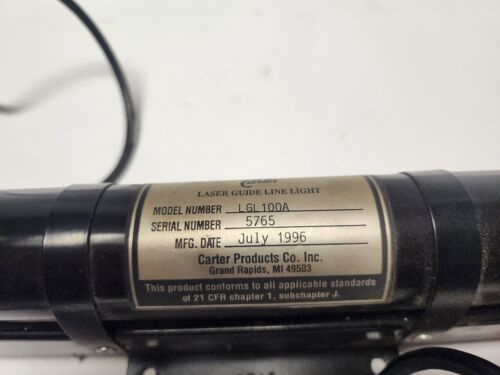 Carter
LASER GUIDE LINE LIGHT
MODEL NUMBER LGL100A
SERIAL NUMBER 5765
MFG. DATE July 1996
Carter Products Co. Inc.
Grand Rapids, MI 49503
This product conforms to all applicable standards
of 21 CFR chapter 1, subchapter J.